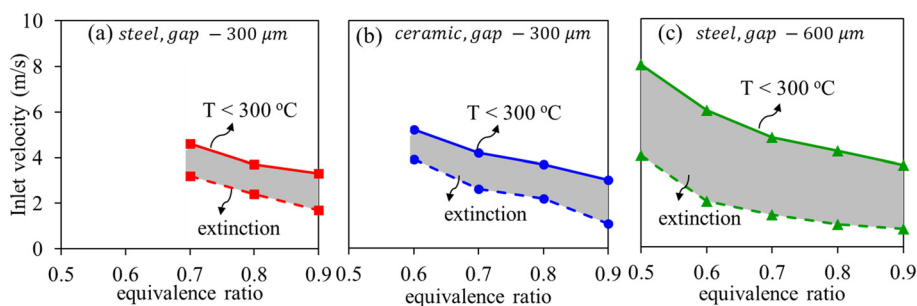 (a) steel, gap − 300 μm
(b) ceramic, gap − 300 μm
(c) steel, gap − 600 μm
Inlet velocity (m/s)
10
8
6
4
2
0
T < 300 °C
extinction
0.5 0.6 0.7 0.8 0.9
equivalence ratio
T < 300 °C
extinction
0.5 0.6 0.7 0.8 0.9
equivalence ratio
T < 300 °C
extinction
0.5 0.6 0.7 0.8 0.9
equivalence ratio